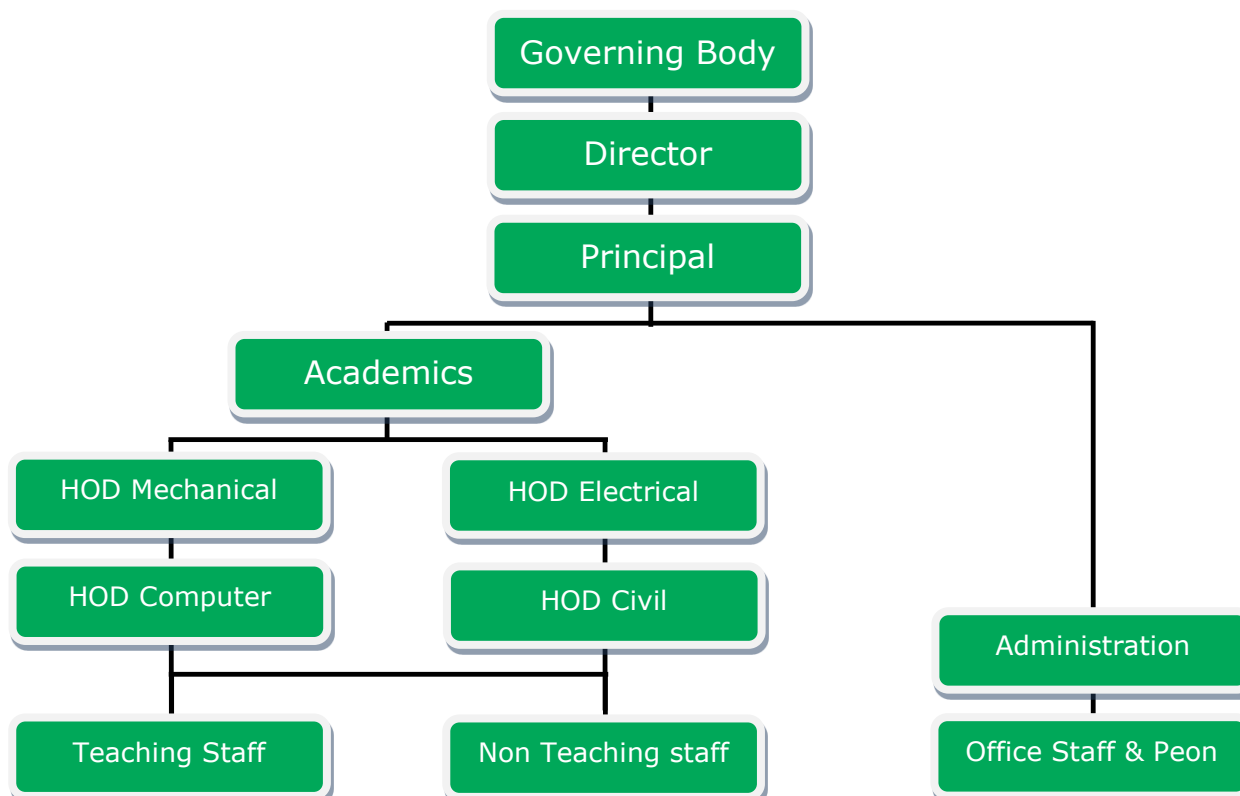 Governing Body
Director
Principal
Academics
HOD Mechanical
HOD Electrical
HOD Computer
HOD Civil
Administration
Teaching Staff
Non Teaching staff
Office Staff & Peon